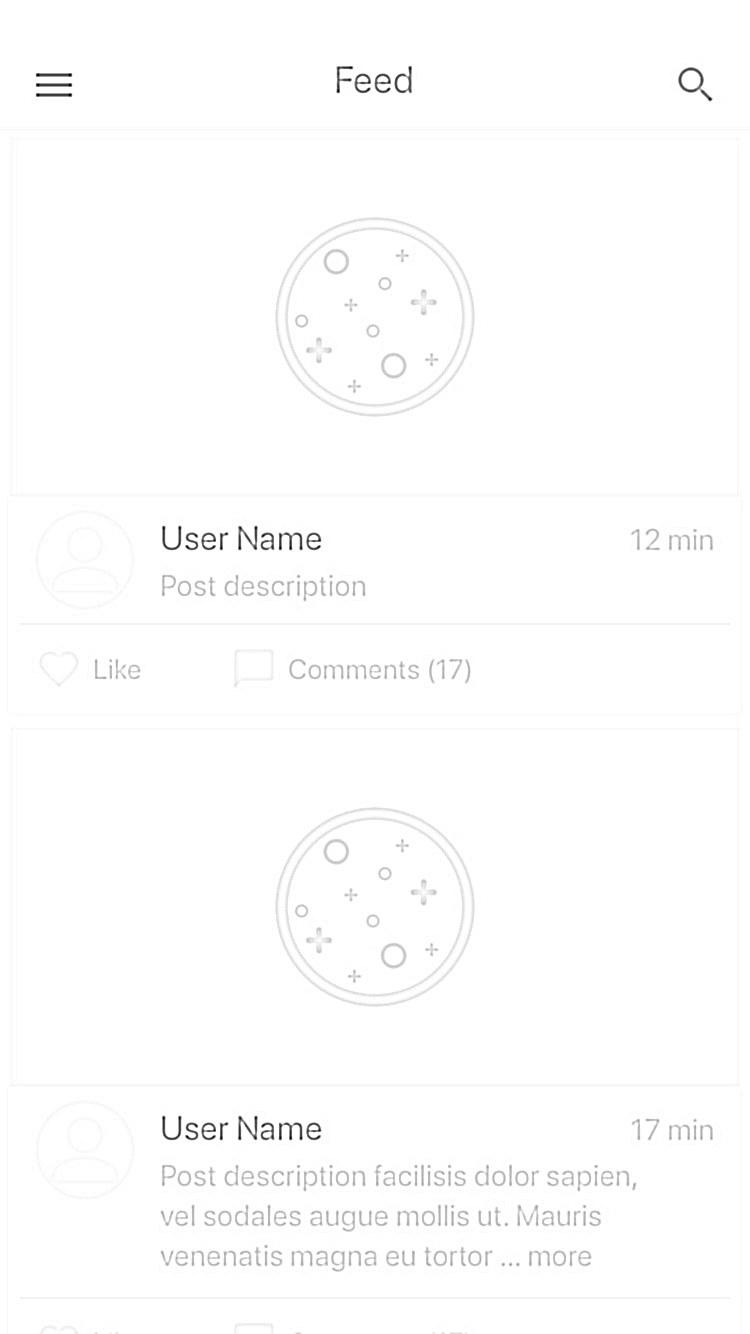 Feed
User Name
12 min
Post description
Like
Comments (17)
User Name
17 min
Post description facilisis dolor sapien,
vel sodales augue mollis ut. Mauris
venenatis magna eu tortor ... more